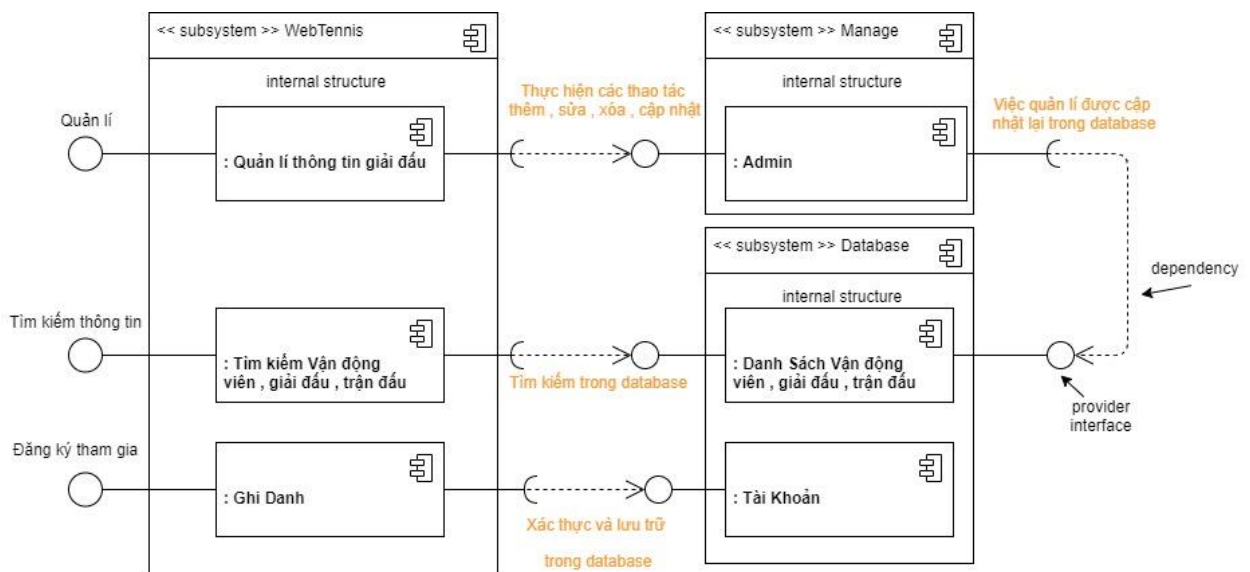 << subsystem >> WebTennis
<< subsystem >> Manage
internal structure
internal structure
Thực hiện các thao tác
thêm , sửa , xóa , cập nhật
Việc quản lí được cập
nhật lại trong database
Quản lí
: Quản lí thông tin giải đấu
: Admin
<< subsystem >> Database
dependency
internal structure
Tìm kiếm thông tin
: Tìm kiếm Vận động
viên , giải đấu , trận đấu
Tìm kiếm trong database
: Danh Sách Vận động
viên , giải đấu , trận đấu
provider
interface
Đăng ký tham gia
: Ghi Danh
: Tài Khoản
Xác thực và lưu trữ
trong database